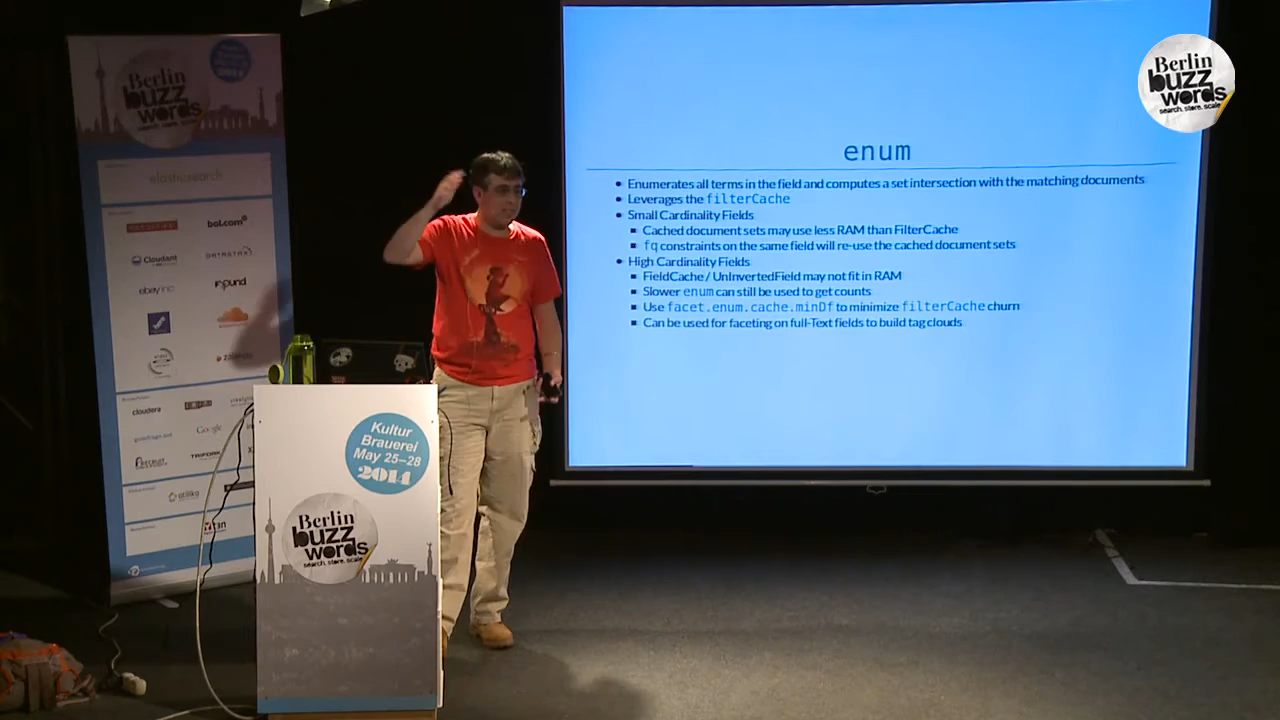 Berlin
buzz
words
search. store. scale.
enum
• Enumerates all terms in the field and computes a set intersection with the matching documents
• Leverages the filterCache
• Small Cardinality Fields
▪ Cached document sets may use less RAM than FilterCache
▪ fq constraints on the same field will re-use the cached document sets
• High Cardinality Fields
▪ FieldCache / UnInvertedField may not fit in RAM
▪ Slower enum can still be used to get counts
▪ Use facet.enum.cache.minDf to minimize filterCache churn
▪ Can be used for faceting on full-Text fields to build tag clouds
Berlin
buzz
words
elasticsearch
bol.com
Cloudant
DATASTAX
ebay inc
found
cloudera
Google
TRIFORK
Kultur
Brauerei
May 25–28
2014
Berlin
buzz
words
search. store. scale.